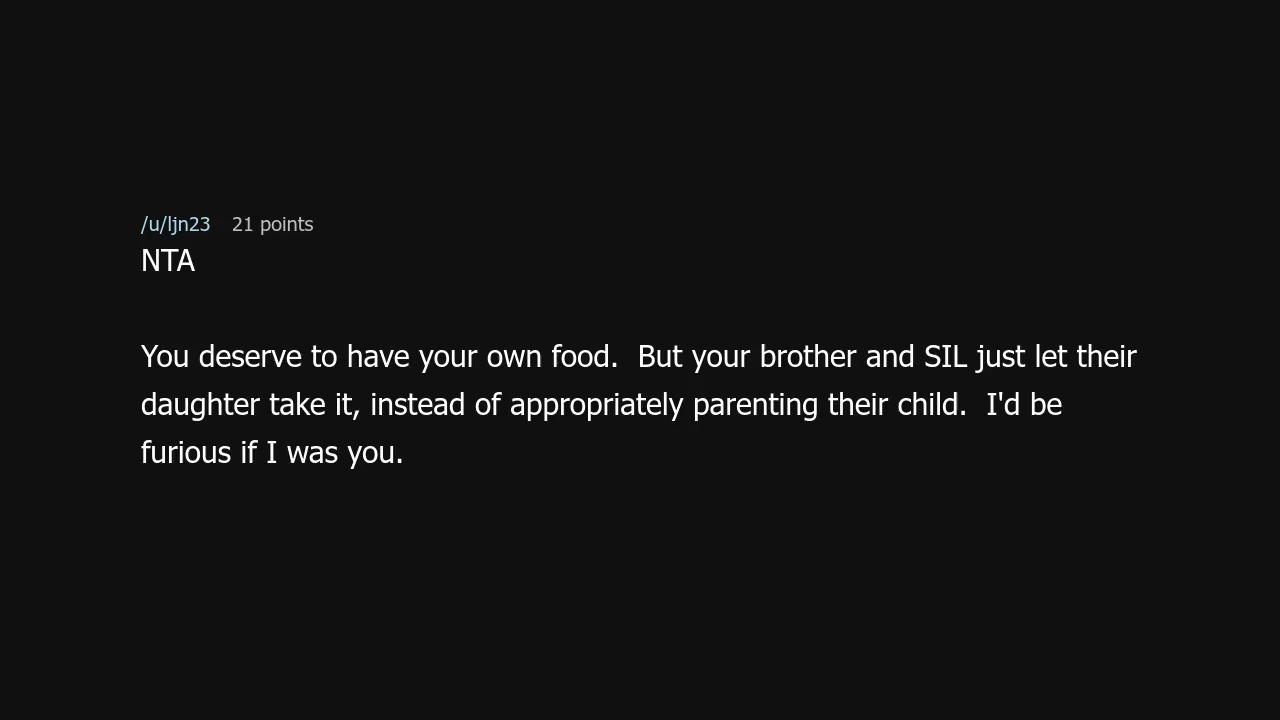 /u/ljn23 21 points
NTA
You deserve to have your own food.  But your brother and SIL just let their
daughter take it, instead of appropriately parenting their child.  I'd be
furious if I was you.